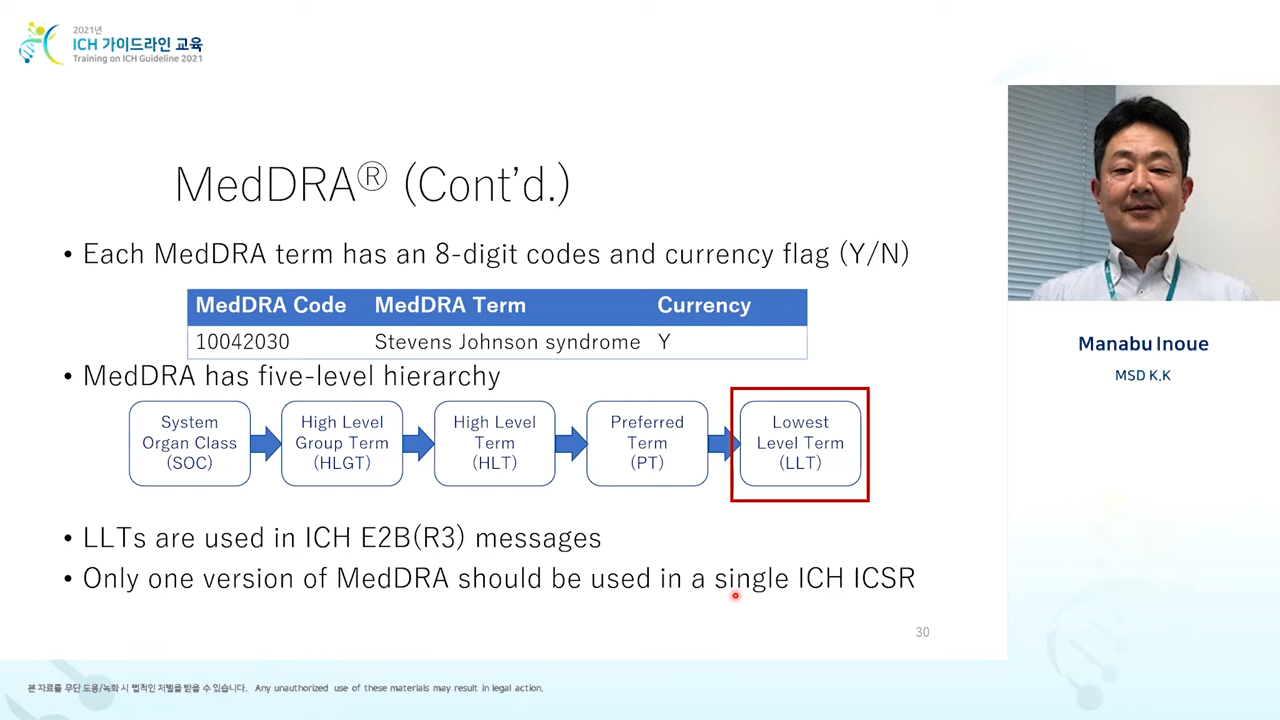 2021년
ICH 가이드라인 교육
Training on ICH Guideline 2021
MedDRA® (Cont’d.)
• Each MedDRA term has an 8-digit codes and currency flag (Y/N)
MedDRA Code MedDRA Term Currency
10042030 Stevens Johnson syndrome Y
• MedDRA has five-level hierarchy
System
Organ Class
(SOC)
High Level
Group Term
(HLGT)
High Level
Term
(HLT)
Preferred
Term
(PT)
Lowest
Level Term
(LLT)
• LLTs are used in ICH E2B(R3) messages
• Only one version of MedDRA should be used in a single ICH ICSR
30
Manabu Inoue
MSD K.K
본 자료를 무단 도용/녹화 시 법적인 처벌을 받을 수 있습니다. Any unauthorized use of these materials may result in legal action.